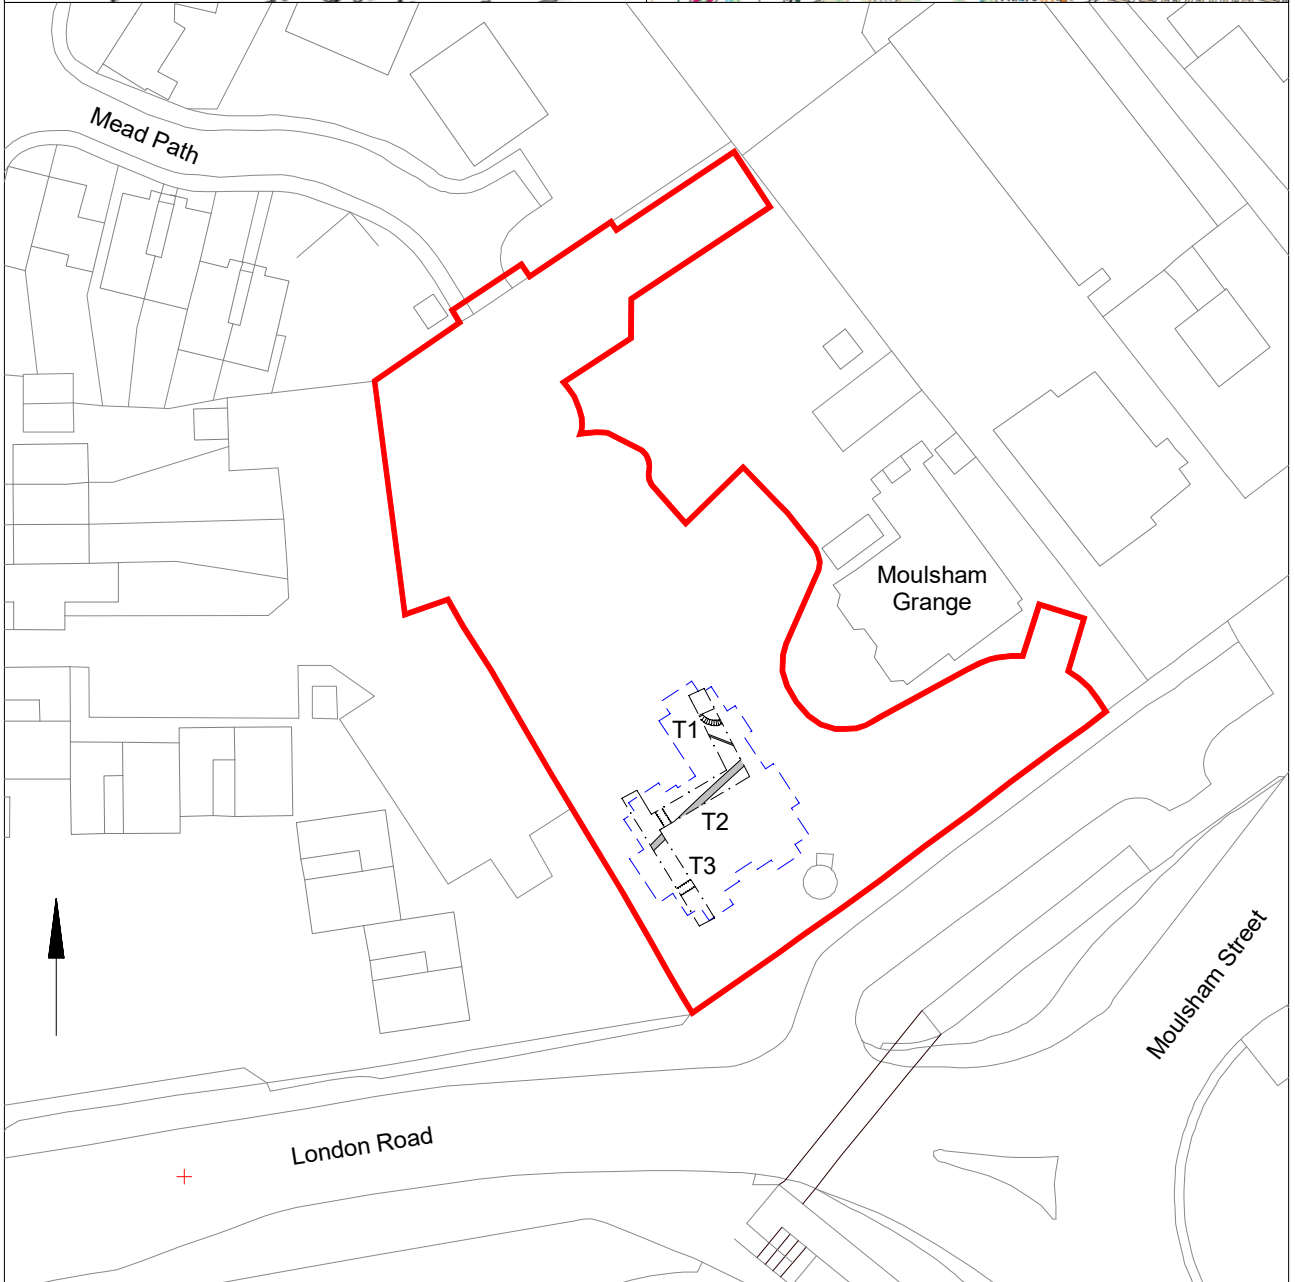 Mead Path
Moulsham
Grange
T1
T2
T3
Moulsham Street
London Road